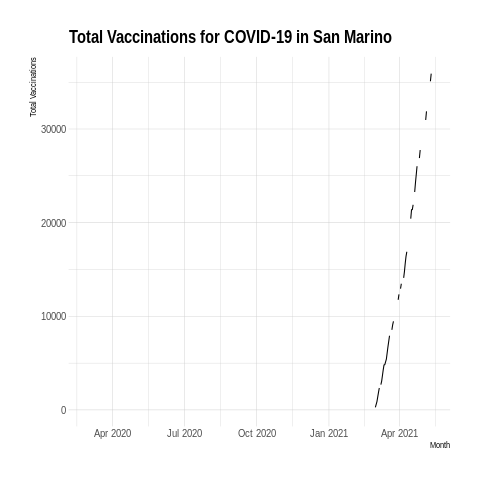 Total Vaccinations for COVID-19 in San Marino
Total Vaccinations
30000
20000
10000
0
Apr 2020 Jul 2020 Oct 2020 Jan 2021 Apr 2021
Month